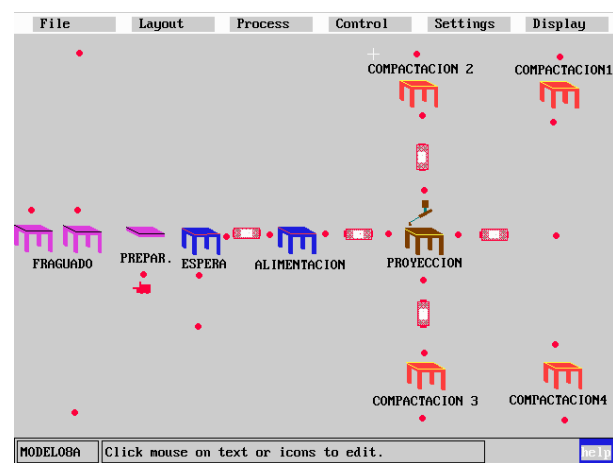 File Layout Process Control Settings Display
COMPACTACION 2 COMPACTACION1
FRAGUADO PREPAR. ESPERA ALIMENTACION PROYECCION
COMPACTACION 3 COMPACTACION4
MODELO8A Click mouse on text or icons to edit. help